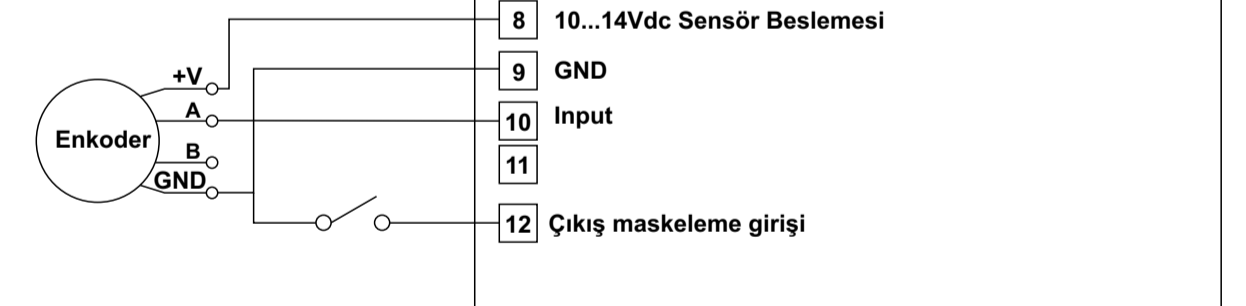 8 10...14Vdc Sensör Beslemesi
+V
9 GND
A
10 Input
Enkoder
B
11
GND
12 Çıkış maskeleme girişi